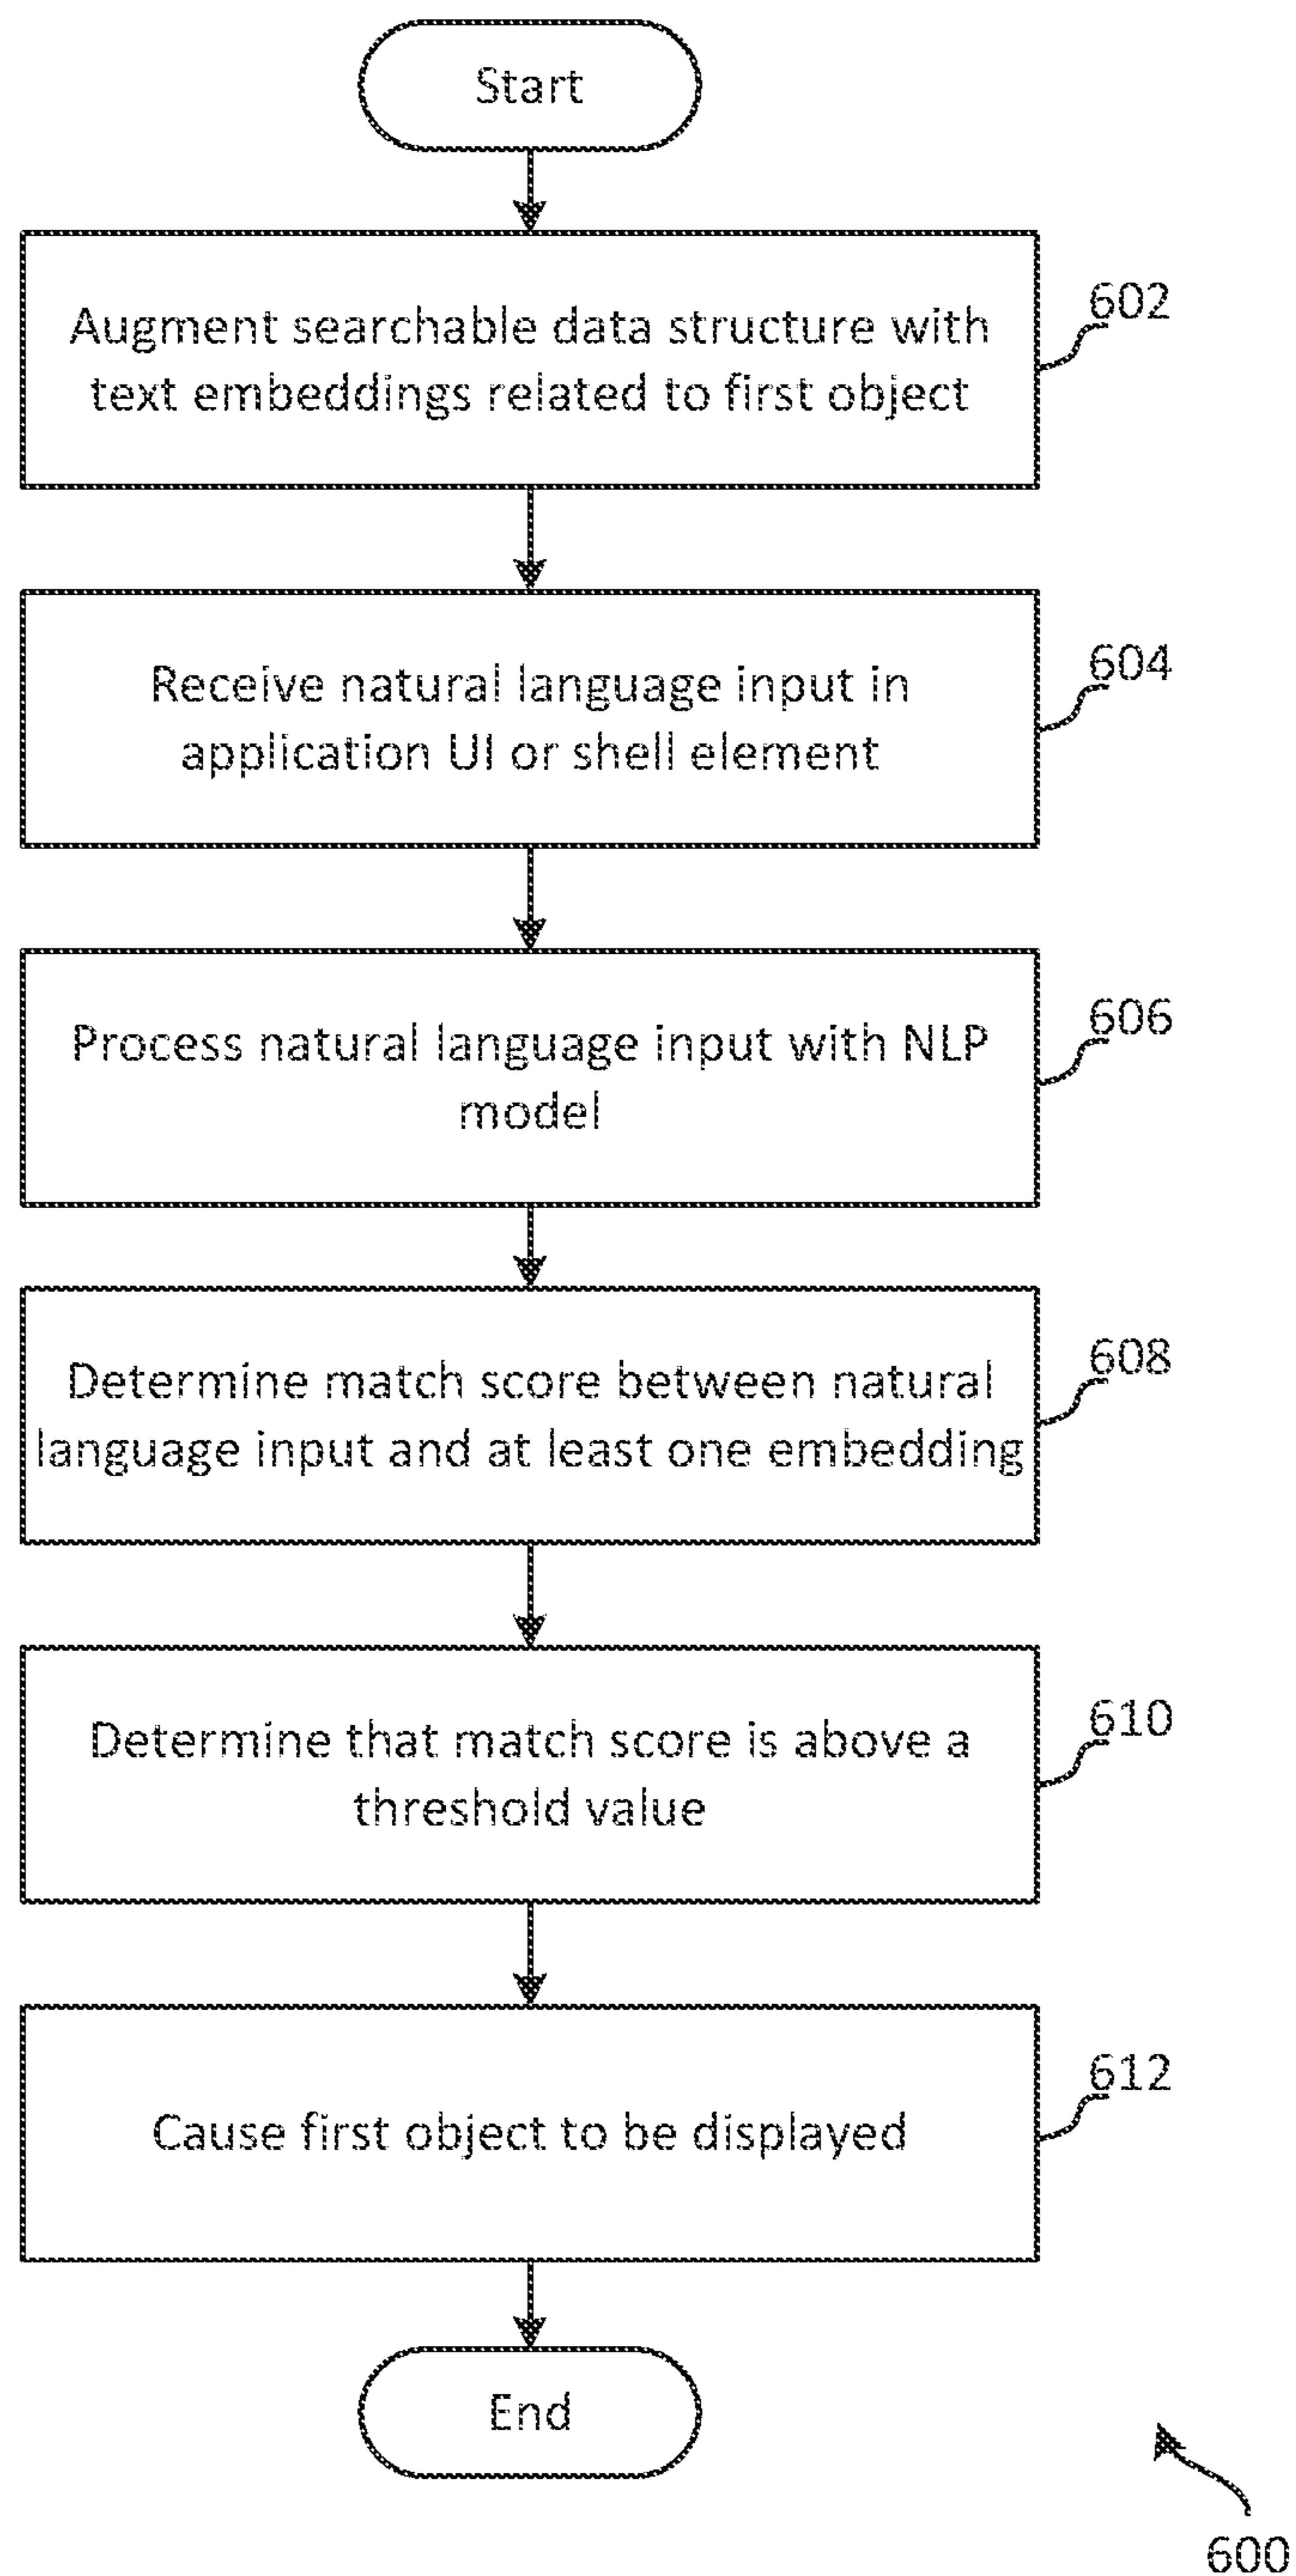 Start
Augment searchable data structure with
text embeddings related to first object
602
Receive natural language input in
application UI or shell element
604
Process natural language input with NLP
model
606
Determine match score between natural
language input and at least one embedding
608
Determine that match score is above a
threshold value
610
Cause first object to be displayed
612
End
600